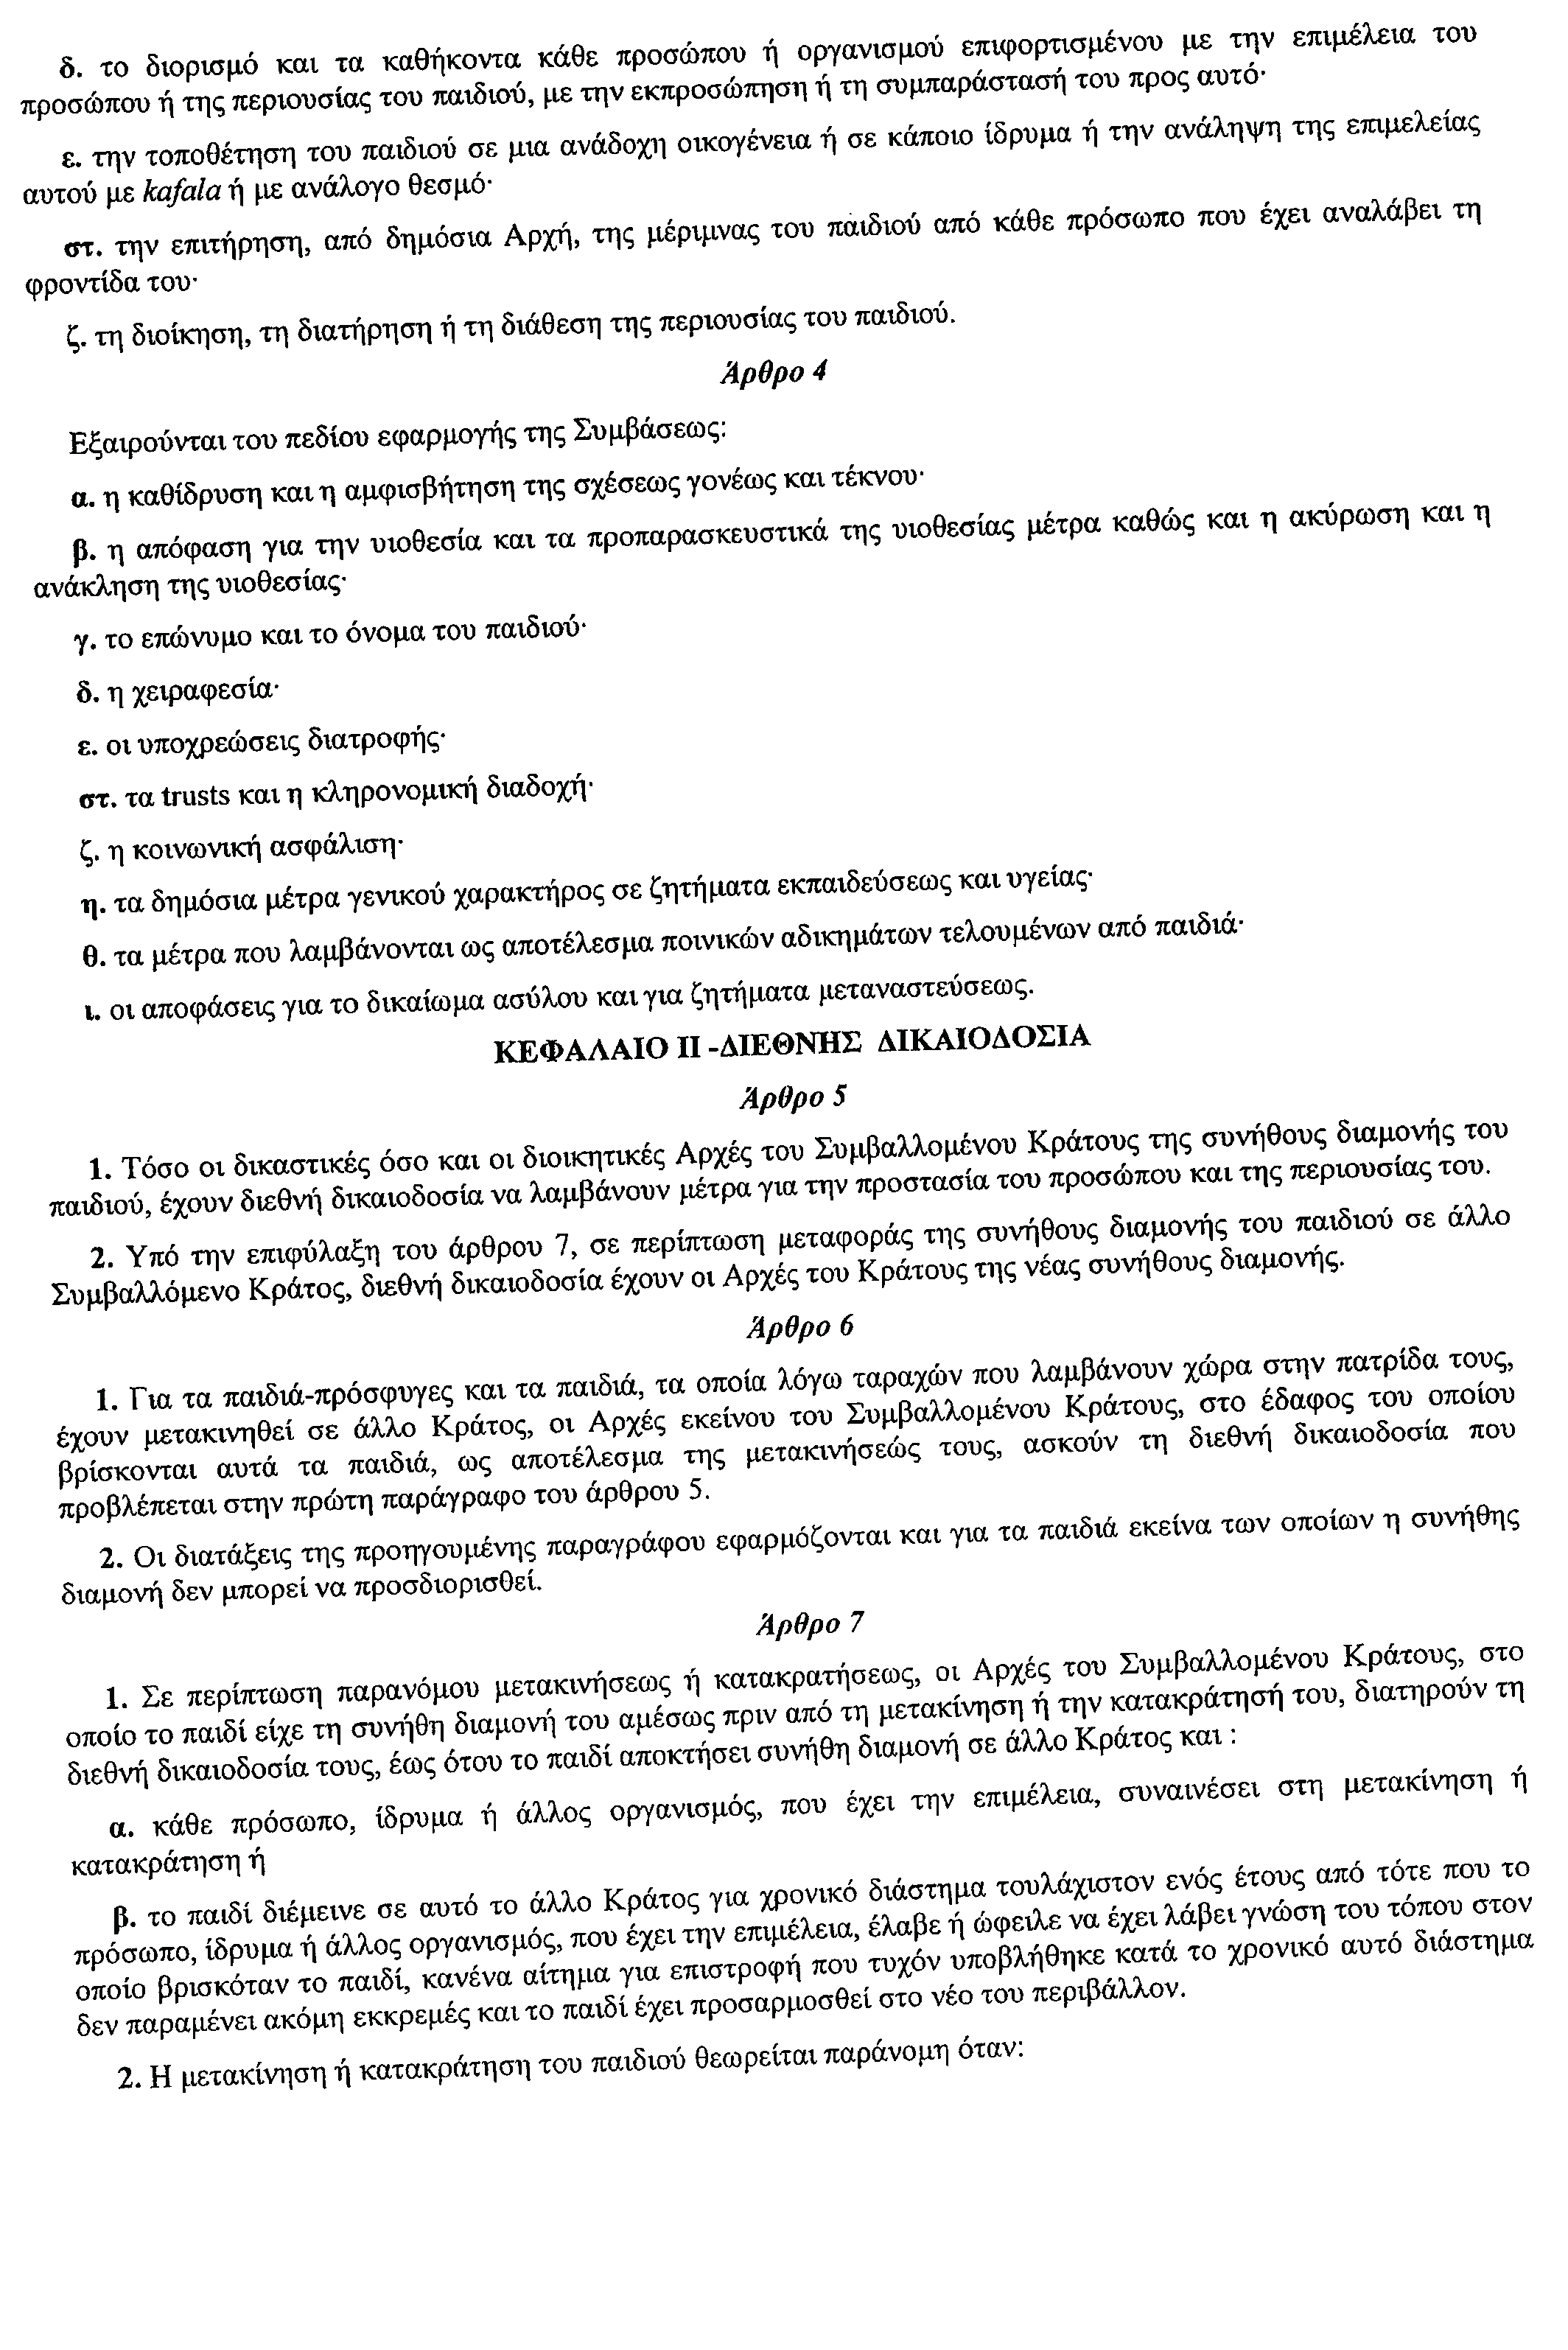 δ. το διορισμό και τα καθήκοντα κάθε προσώπου ή οργανισμού επιφορτισμένου με την επιμέλεια του
προσώπου ή της περιουσίας του παιδιού, με την εκπροσώπηση ή τη συμπαράστασή του προς αυτό·
ε. την τοποθέτηση του παιδιού σε μια ανάδοχη οικογένεια ή σε κάποιο ίδρυμα ή την ανάληψη της επιμελείας
αυτού με kafala ή με ανάλογο θεσμό·
στ. την επιτήρηση, από δημόσια Αρχή, της μέριμνας του παιδιού από κάθε πρόσωπο που έχει αναλάβει τη
φροντίδα του·
ζ. τη διοίκηση, τη διατήρηση ή τη διάθεση της περιουσίας του παιδιού.
Άρθρο 4
Εξαιρούνται του πεδίου εφαρμογής της Συμβάσεως:
α. η καθίδρυση και η αμφισβήτηση της σχέσεως γονέως και τέκνου·
β. η απόφαση για την υιοθεσία και τα προπαρασκευστικά της υιοθεσίας μέτρα καθώς και η ακύρωση και η
ανάκληση της υιοθεσίας·
γ. το επώνυμο και το όνομα του παιδιού·
δ. η χειραφεσία·
ε. οι υποχρεώσεις διατροφής·
στ. τα trusts και η κληρονομική διαδοχή·
ζ. η κοινωνική ασφάλιση·
η. τα δημόσια μέτρα γενικού χαρακτήρος σε ζητήματα εκπαιδεύσεως και υγείας·
θ. τα μέτρα που λαμβάνονται ως αποτέλεσμα ποινικών αδικημάτων τελουμένων από παιδιά·
ι. οι αποφάσεις για το δικαίωμα ασύλου και για ζητήματα μεταναστεύσεως.
ΚΕΦΑΛΑΙΟ ΙΙ -ΔΙΕΘΝΗΣ ΔΙΚΑΙΟΔΟΣΙΑ
Άρθρο 5
1. Τόσο οι δικαστικές όσο και οι διοικητικές Αρχές του Συμβαλλομένου Κράτους της συνήθους διαμονής του
παιδιού, έχουν διεθνή δικαιοδοσία να λαμβάνουν μέτρα για την προστασία του προσώπου και της περιουσίας του.
2. Υπό την επιφύλαξη του άρθρου 7, σε περίπτωση μεταφοράς της συνήθους διαμονής του παιδιού σε άλλο
Συμβαλλόμενο Κράτος, διεθνή δικαιοδοσία έχουν οι Αρχές του Κράτους της νέας συνήθους διαμονής.
Άρθρο 6
1. Για τα παιδιά-πρόσφυγες και τα παιδιά, τα οποία λόγω ταραχών που λαμβάνουν χώρα στην πατρίδα τους,
έχουν μετακινηθεί σε άλλο Κράτος, οι Αρχές εκείνου του Συμβαλλομένου Κράτους, στο έδαφος του οποίου
βρίσκονται αυτά τα παιδιά, ως αποτέλεσμα της μετακινήσεώς τους, ασκούν τη διεθνή δικαιοδοσία που
προβλέπεται στην πρώτη παράγραφο του άρθρου 5.
2. Οι διατάξεις της προηγουμένης παραγράφου εφαρμόζονται και για τα παιδιά εκείνα των οποίων η συνήθης
διαμονή δεν μπορεί να προσδιορισθεί.
Άρθρο 7
1. Σε περίπτωση παρανόμου μετακινήσεως ή κατακρατήσεως, οι Αρχές του Συμβαλλομένου Κράτους, στο
οποίο το παιδί είχε τη συνήθη διαμονή του αμέσως πριν από τη μετακίνηση ή την κατακράτησή του, διατηρούν τη
διεθνή δικαιοδοσία τους, έως ότου το παιδί αποκτήσει συνήθη διαμονή σε άλλο Κράτος και :
α. κάθε πρόσωπο, ίδρυμα ή άλλος οργανισμός, που έχει την επιμέλεια, συναινέσει στη μετακίνηση ή
κατακράτηση ή
β. το παιδί διέμεινε σε αυτό το άλλο Κράτος για χρονικό διάστημα τουλάχιστον ενός έτους από τότε που το
πρόσωπο, ίδρυμα ή άλλος οργανισμός, που έχει την επιμέλεια, έλαβε ή ώφειλε να έχει λάβει γνώση του τόπου στον
οποίο βρισκόταν το παιδί, κανένα αίτημα για επιστροφή που τυχόν υποβλήθηκε κατά το χρονικό αυτό διάστημα
δεν παραμένει ακόμη εκκρεμές και το παιδί έχει προσαρμοσθεί στο νέο του περιβάλλον.
2. Η μετακίνηση ή κατακράτηση του παιδιού θεωρείται παράνομη όταν: